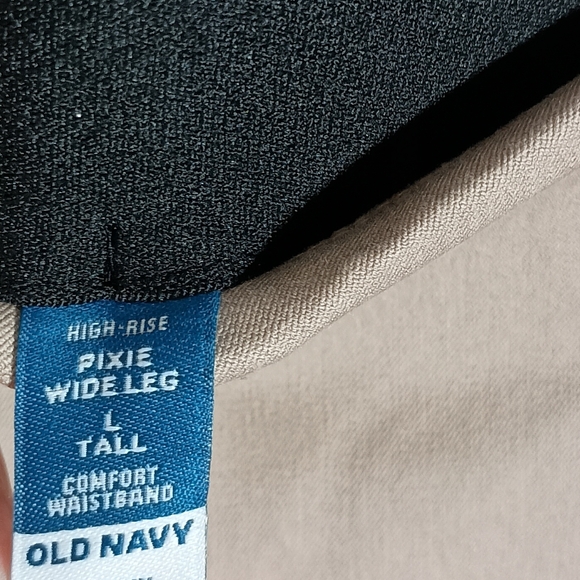 HIGH-RISE
PIXIE
WIDE LEG
L
TALL
COMFORT
WAISTBAND
OLD NAVY